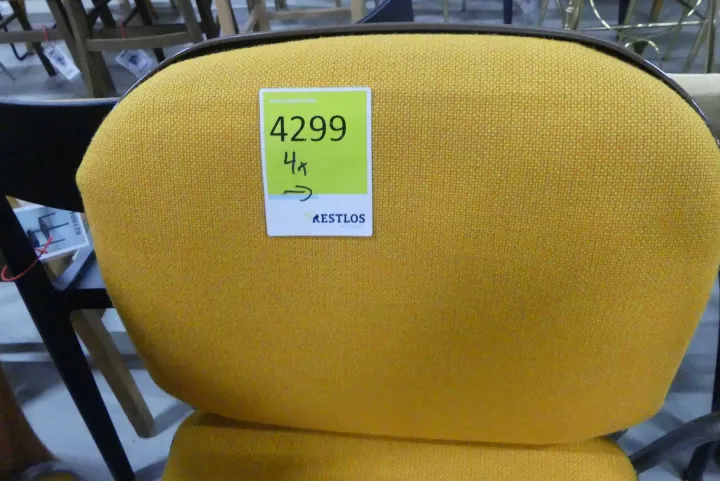 4299
4x
→
RESTLOS